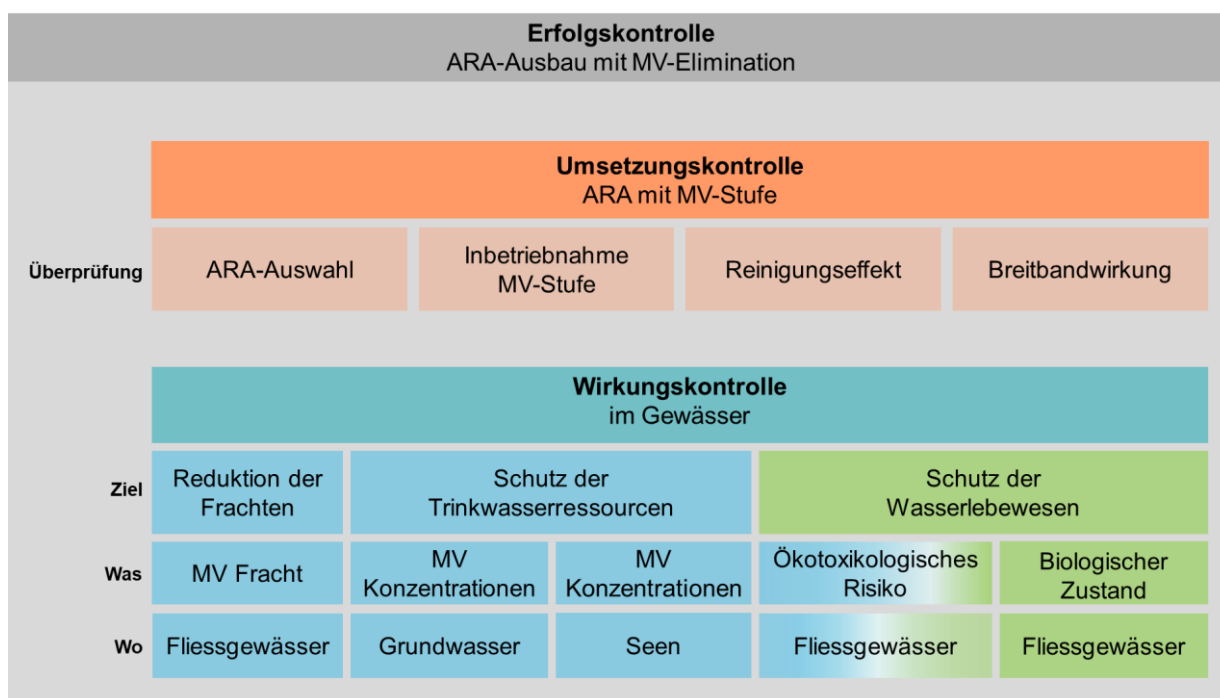 Erfolgskontrolle
ARA-Ausbau mit MV-Elimination
Umsetzungskontrolle
ARA mit MV-Stufe
Überprüfung
ARA-Auswahl
Inbetriebnahme
MV-Stufe
Reinigungseffekt
Breitbandwirkung
Wirkungskontrolle
im Gewässer
Ziel
Reduktion der
Frachten
Schutz der
Trinkwasserressourcen
Schutz der
Wasserlebewesen
Was
MV Fracht
MV
Konzentrationen
MV
Konzentrationen
Ökotoxikologisches
Risiko
Biologischer
Zustand
Wo
Fliessgewässer
Grundwasser
Seen
Fliessgewässer
Fliessgewässer